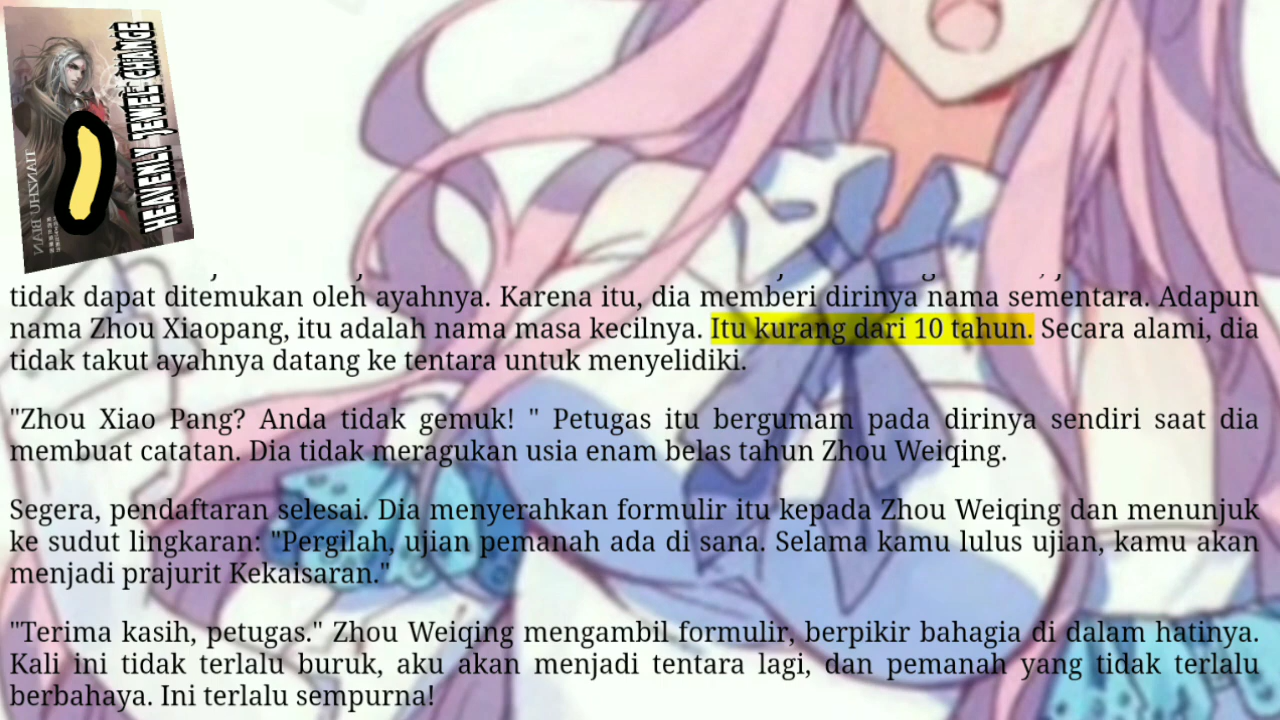 HEAVENLY JEWEL CHANGE
TIANZHU BIAN
tidak dapat ditemukan oleh ayahnya. Karena itu, dia memberi dirinya nama sementara. Adapun
nama Zhou Xiaopang, itu adalah nama masa kecilnya. Itu kurang dari 10 tahun. Secara alami, dia
tidak takut ayahnya datang ke tentara untuk menyelidiki.
"Zhou Xiao Pang? Anda tidak gemuk! " Petugas itu bergumam pada dirinya sendiri saat dia
membuat catatan. Dia tidak meragukan usia enam belas tahun Zhou Weiqing.
Segera, pendaftaran selesai. Dia menyerahkan formulir itu kepada Zhou Weiqing dan menunjuk
ke sudut lingkaran: "Pergilah, ujian pemanah ada di sana. Selama kamu lulus ujian, kamu akan
menjadi prajurit Kekaisaran."
"Terima kasih, petugas." Zhou Weiqing mengambil formulir, berpikir bahagia di dalam hatinya.
Kali ini tidak terlalu buruk, aku akan menjadi tentara lagi, dan pemanah yang tidak terlalu
berbahaya. Ini terlalu sempurna!